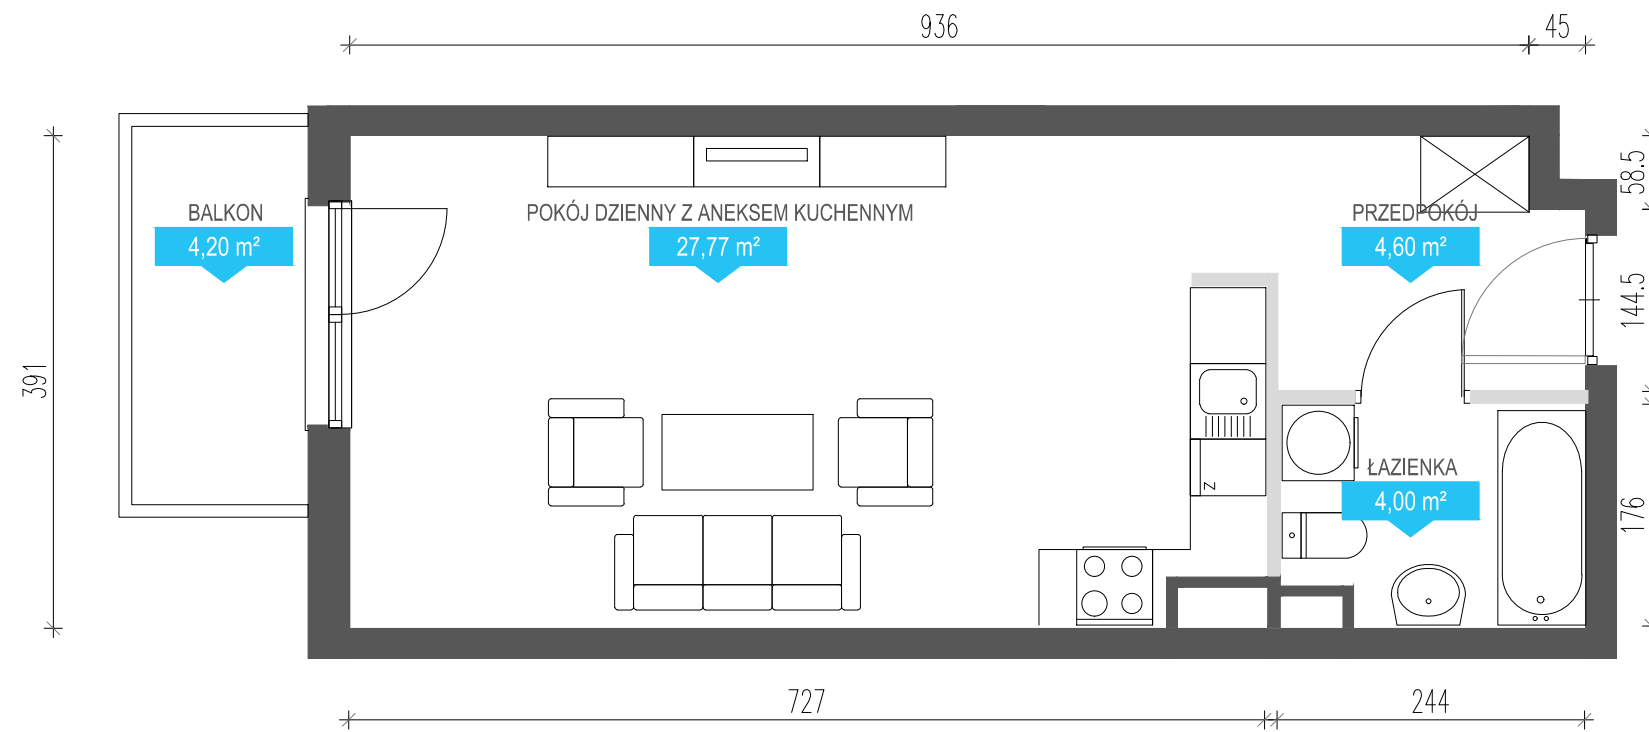 936
45
BALKON
4,20 m²
POKÓJ DZIENNY Z ANEKSEM KUCHENNYM
27,77 m²
PRZEDPOKÓJ
4,60 m²
58.5
144.5
391
Z
ŁAZIENKA
4,00 m²
176
727
244